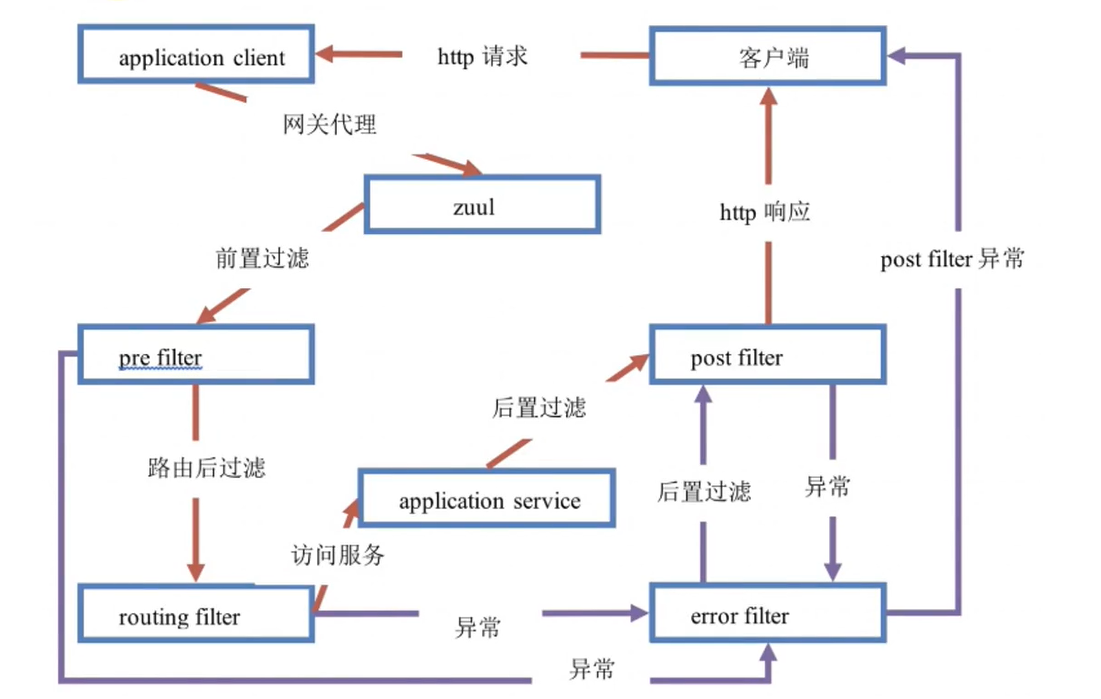 application client
http 请求
客户端
网关代理
zuul
http 响应
前置过滤
post filter 异常
pre filter
post filter
后置过滤
路由后过滤
application service
后置过滤
异常
访问服务
routing filter
异常
error filter
异常